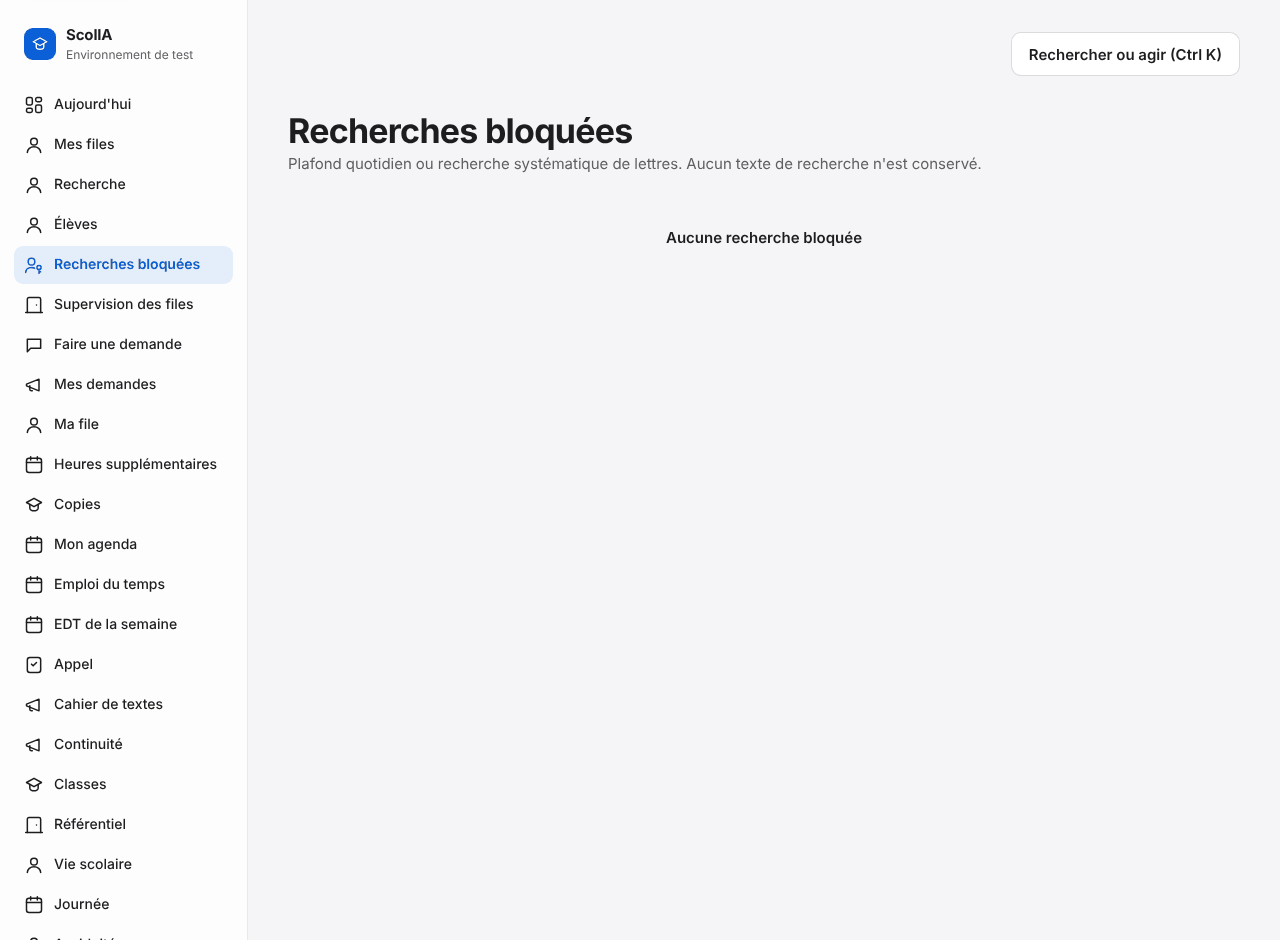 ScolIA
Environnement de test
Rechercher ou agir (Ctrl K)
Aujourd'hui
Mes files
Recherche
Élèves
Recherches bloquées
Supervision des files
Faire une demande
Mes demandes
Ma file
Heures supplémentaires
Copies
Mon agenda
Emploi du temps
EDT de la semaine
Appel
Cahier de textes
Continuité
Classes
Référentiel
Vie scolaire
Journée
Recherches bloquées
Plafond quotidien ou recherche systématique de lettres. Aucun texte de recherche n'est conservé.
Aucune recherche bloquée